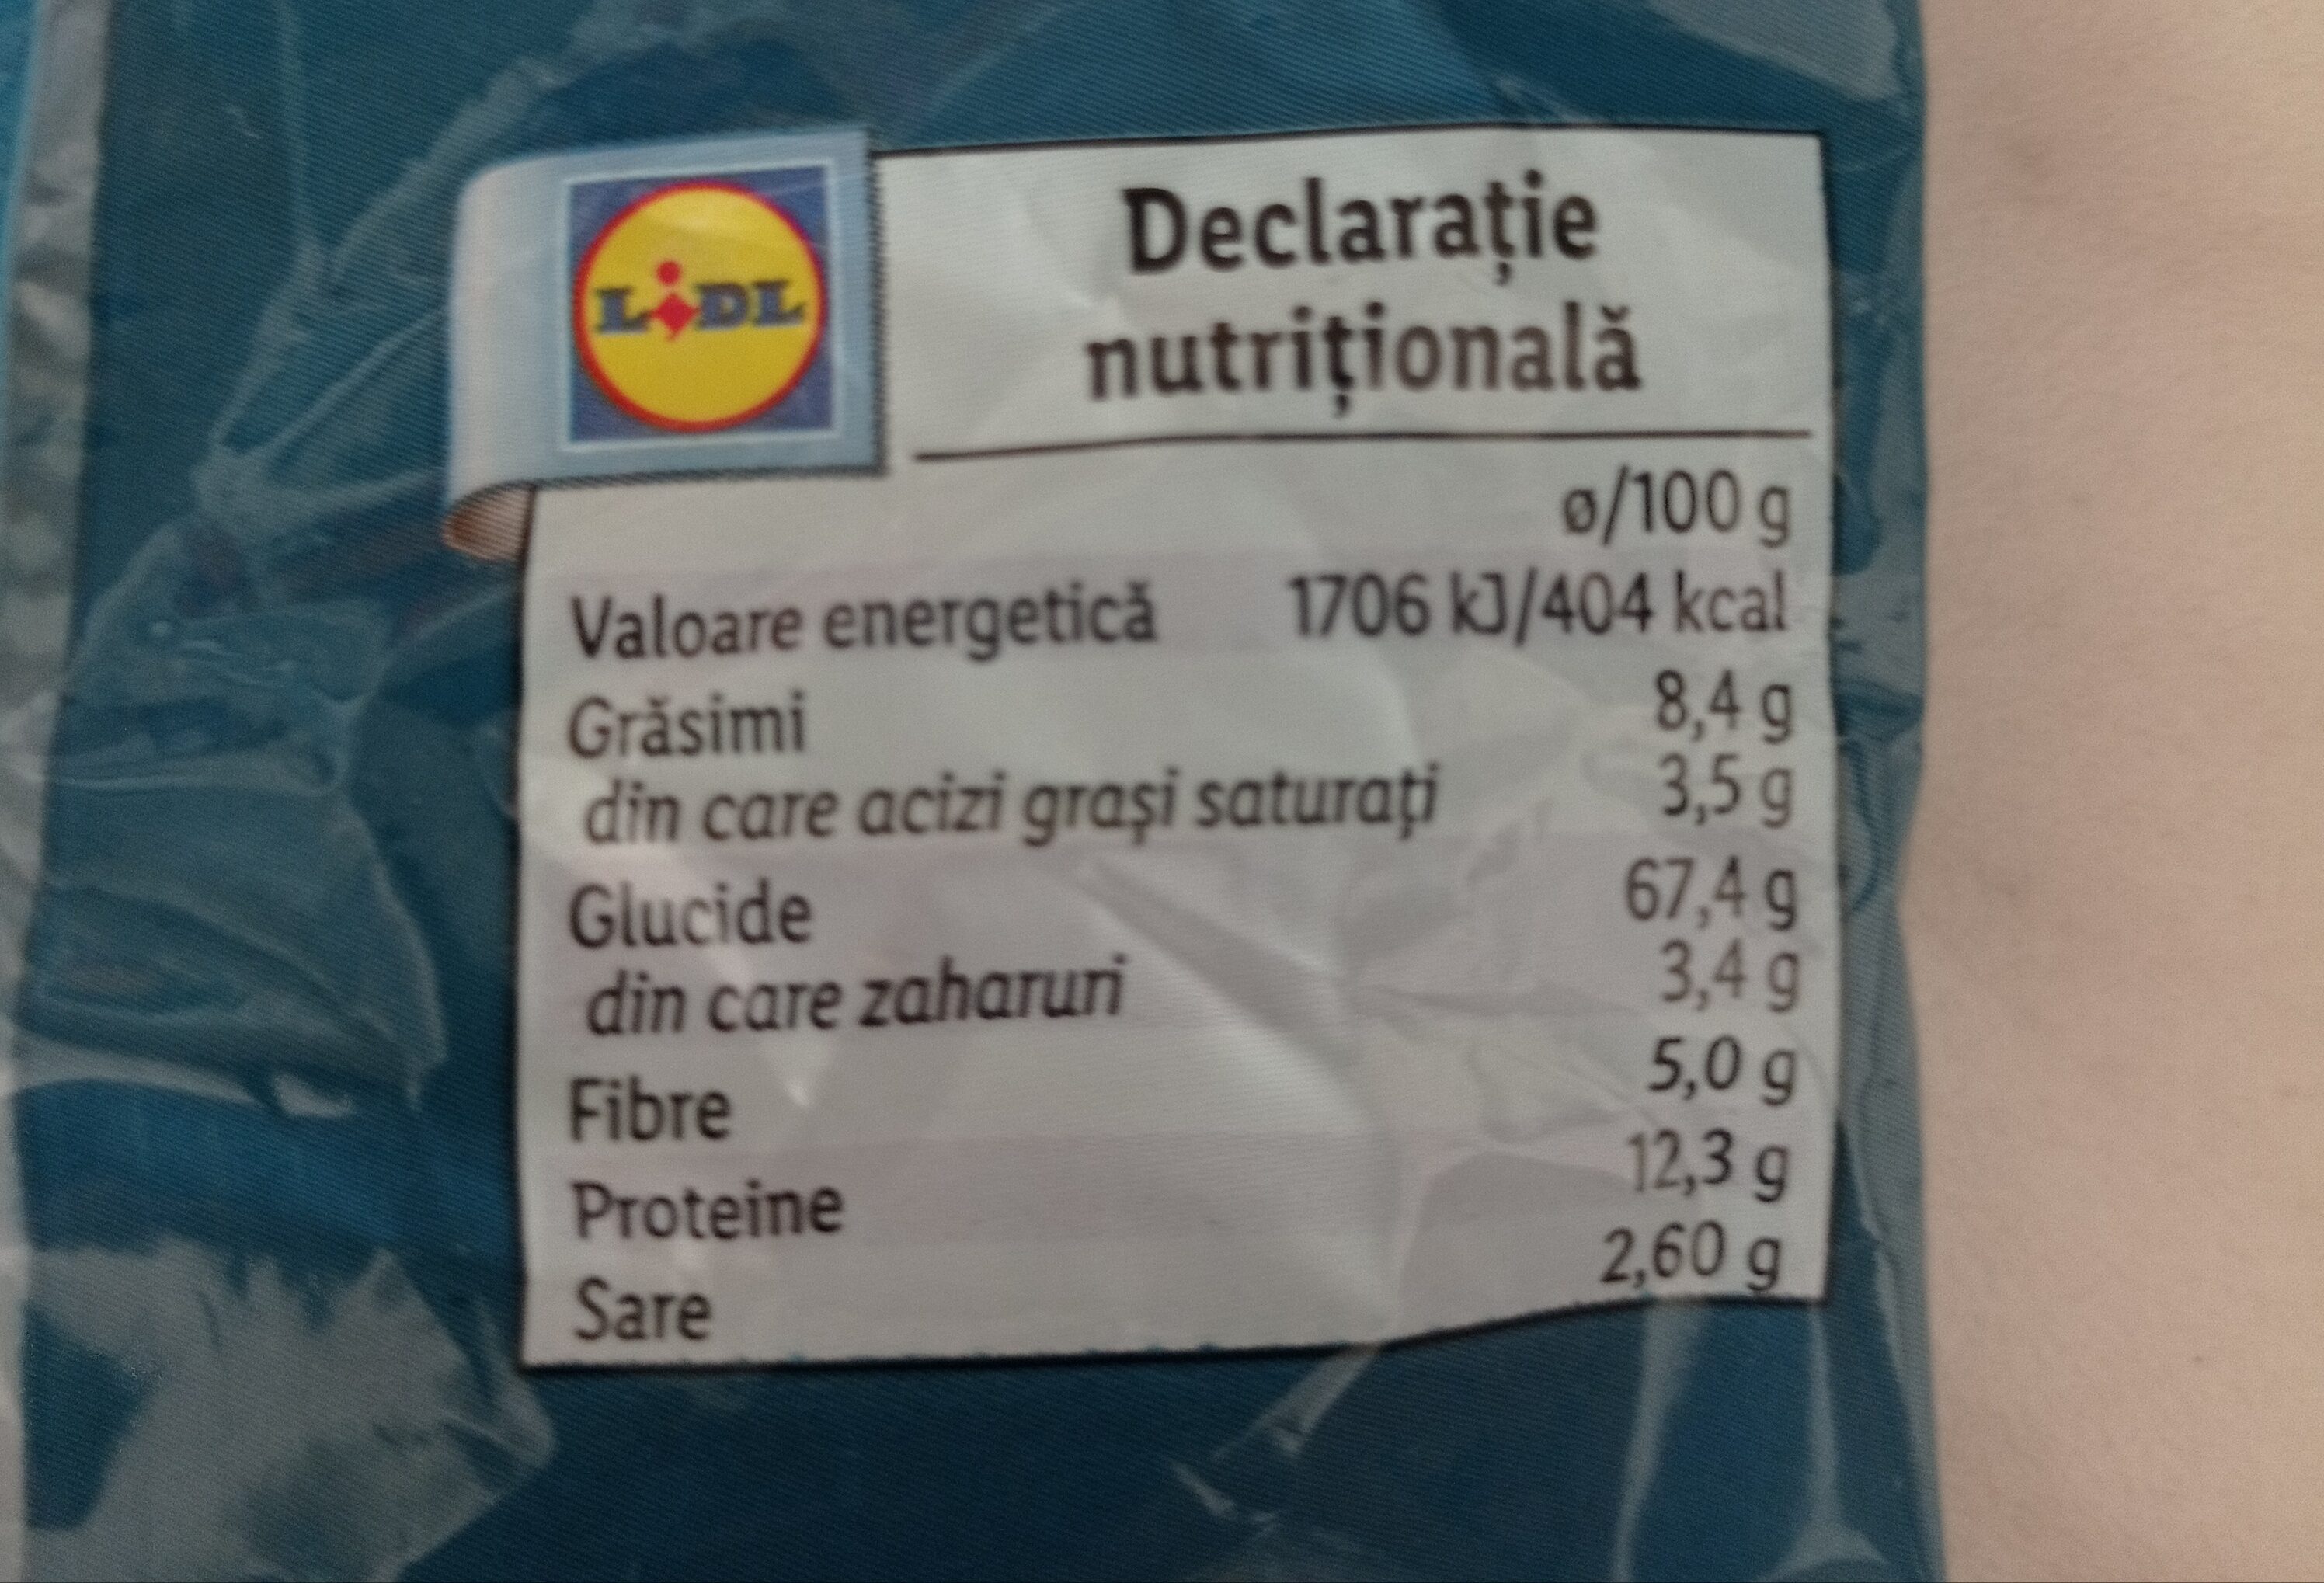 LIDL
Declarație
nutrițională
ø/100 g
Valoare energetică 1706 kJ/404 kcal
Grăsimi 8,4 g
din care acizi grași saturați 3,5 g
Glucide 67,4 g
din care zaharuri 3,4 g
Fibre 5,0 g
Proteine 12,3 g
Sare 2,60 g